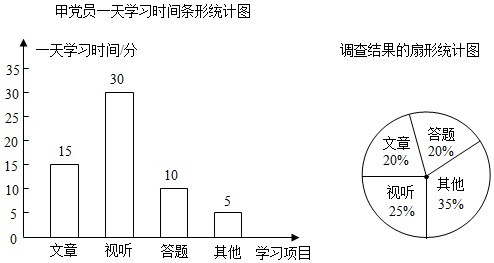 甲党员一天学习时间条形统计图
一天学习时间/分
35
30
25
20
15
10
5
0
15
30
10
5
文章 视听 答题 其他 学习项目
调查结果的扇形统计图
文章
20%
答题
20%
视听
25%
其他
35%